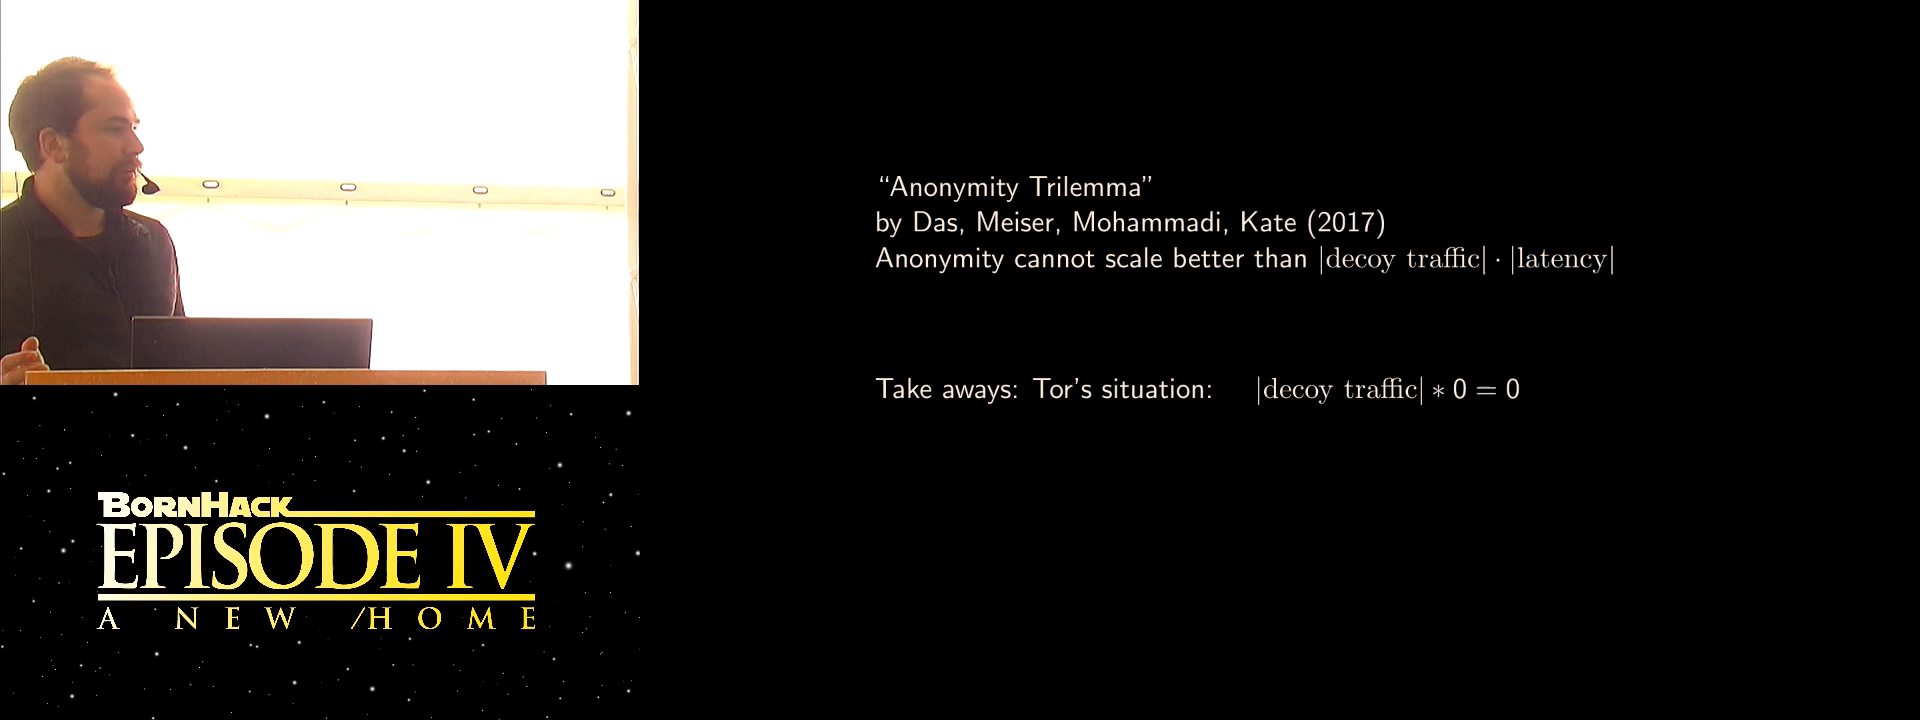 “Anonymity Trilemma”
by Das, Meiser, Mohammadi, Kate (2017)
Anonymity cannot scale better than |decoy traffic| · |latency|
Take aways: Tor’s situation: |decoy traffic| ∗ 0 = 0
BORNHACK
EPISODE IV
A NEW /HOME